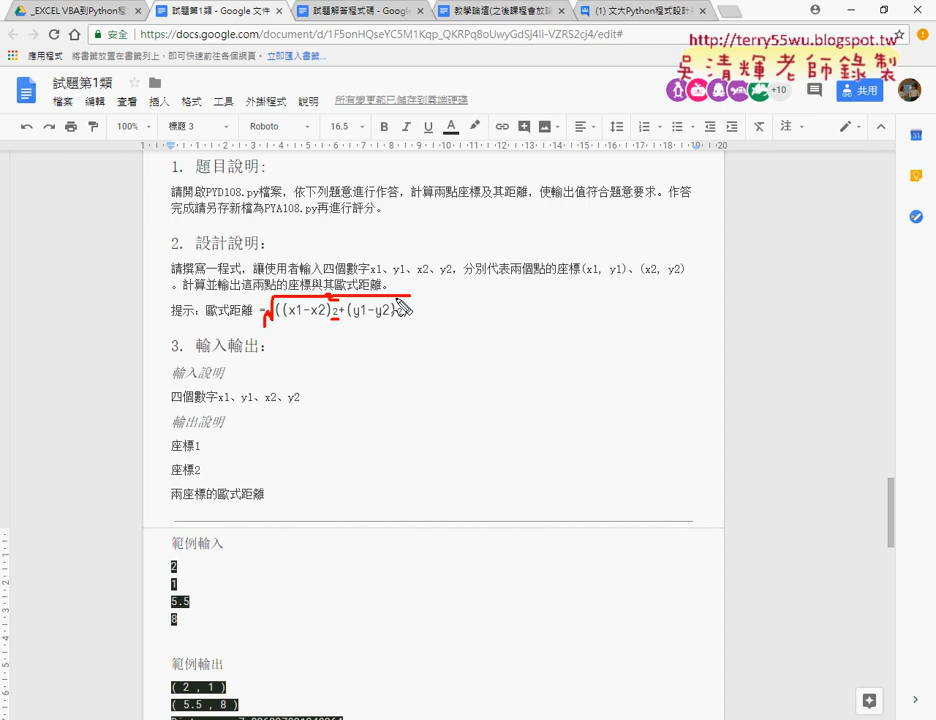 _EXCEL VBA到Python程
試題第1類 - Google 文件
試題解答程式碼 - Googl
教學論壇(之後課程會放論
(1) 文大Python程式設計
安全
https://docs.google.com/document/d/1F5onHQseYC5M1Kqp_QKRPq8oUwyGdSj4Ii-VZRS2cj4/edit#
http://terry55wu.blogspot.tw
吳清輝老師錄製
應用程式
將書籤放置在書籤列上，即可快速前往各個網頁。
立即匯入書籤...
試題第1類
檔案 編輯 查看 插入 格式 工具 外掛程式 說明
所有變更都已儲存到雲端硬碟
+10
共用
100%
標題 3
Roboto
16.5
B I U A
注
1. 題目說明:
請開啟PYD108.py檔案，依下列題意進行作答，計算兩點座標及其距離，使輸出值符合題意要求。作答
完成請另存新檔為PYA108.py再進行評分。
2. 設計說明：
請撰寫一程式，讓使用者輸入四個數字x1、y1、x2、y2，分別代表兩個點的座標(x1, y1)、(x2, y2)
。計算並輸出這兩點的座標與其歐式距離。
提示：歐式距離 =√((x1-x2)2+(y1-y2)
3. 輸入輸出：
輸入說明
四個數字x1、y1、x2、y2
輸出說明
座標1
座標2
兩座標的歐式距離
範例輸入
2
1
5.5
8
範例輸出
( 2 , 1 )
( 5.5 , 8 )